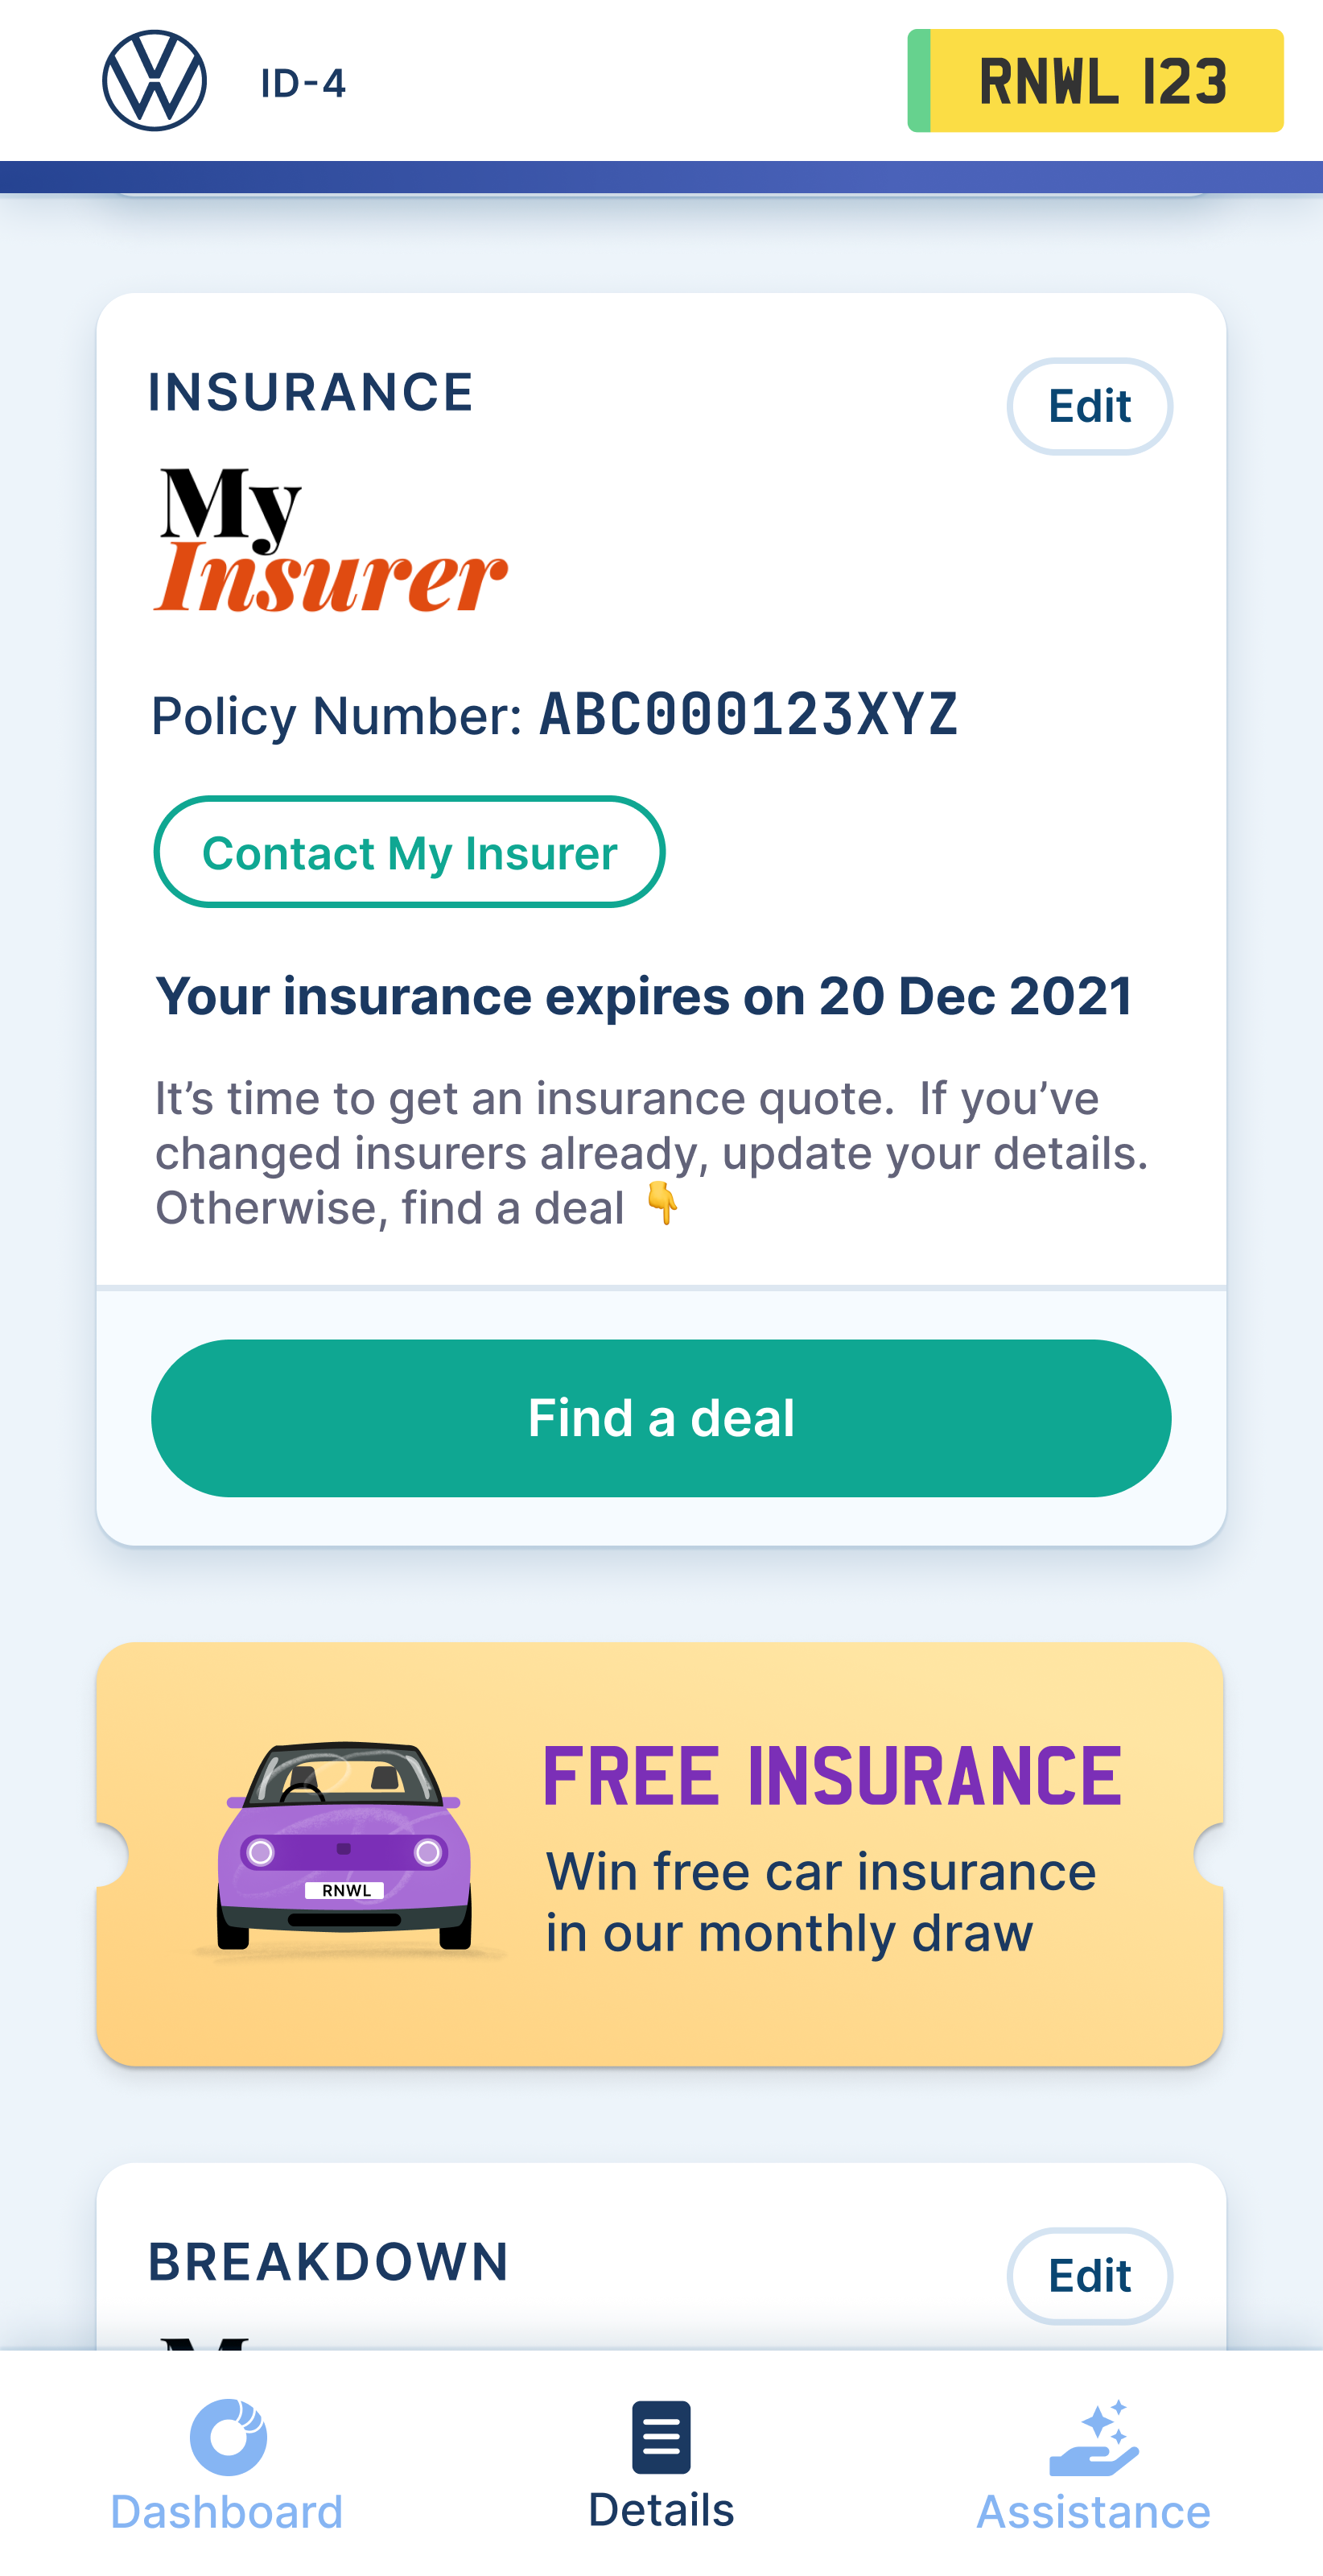 ID-4
RNWL 123
INSURANCE
Edit
My
Insurer
Policy Number: ABC000123XYZ
Contact My Insurer
Your insurance expires on 20 Dec 2021
It’s time to get an insurance quote.  If you’ve
changed insurers already, update your details.
Otherwise, find a deal 👇
Find a deal
FREE INSURANCE
Win free car insurance
in our monthly draw
RNWL
BREAKDOWN
Edit
Dashboard
Details
Assistance